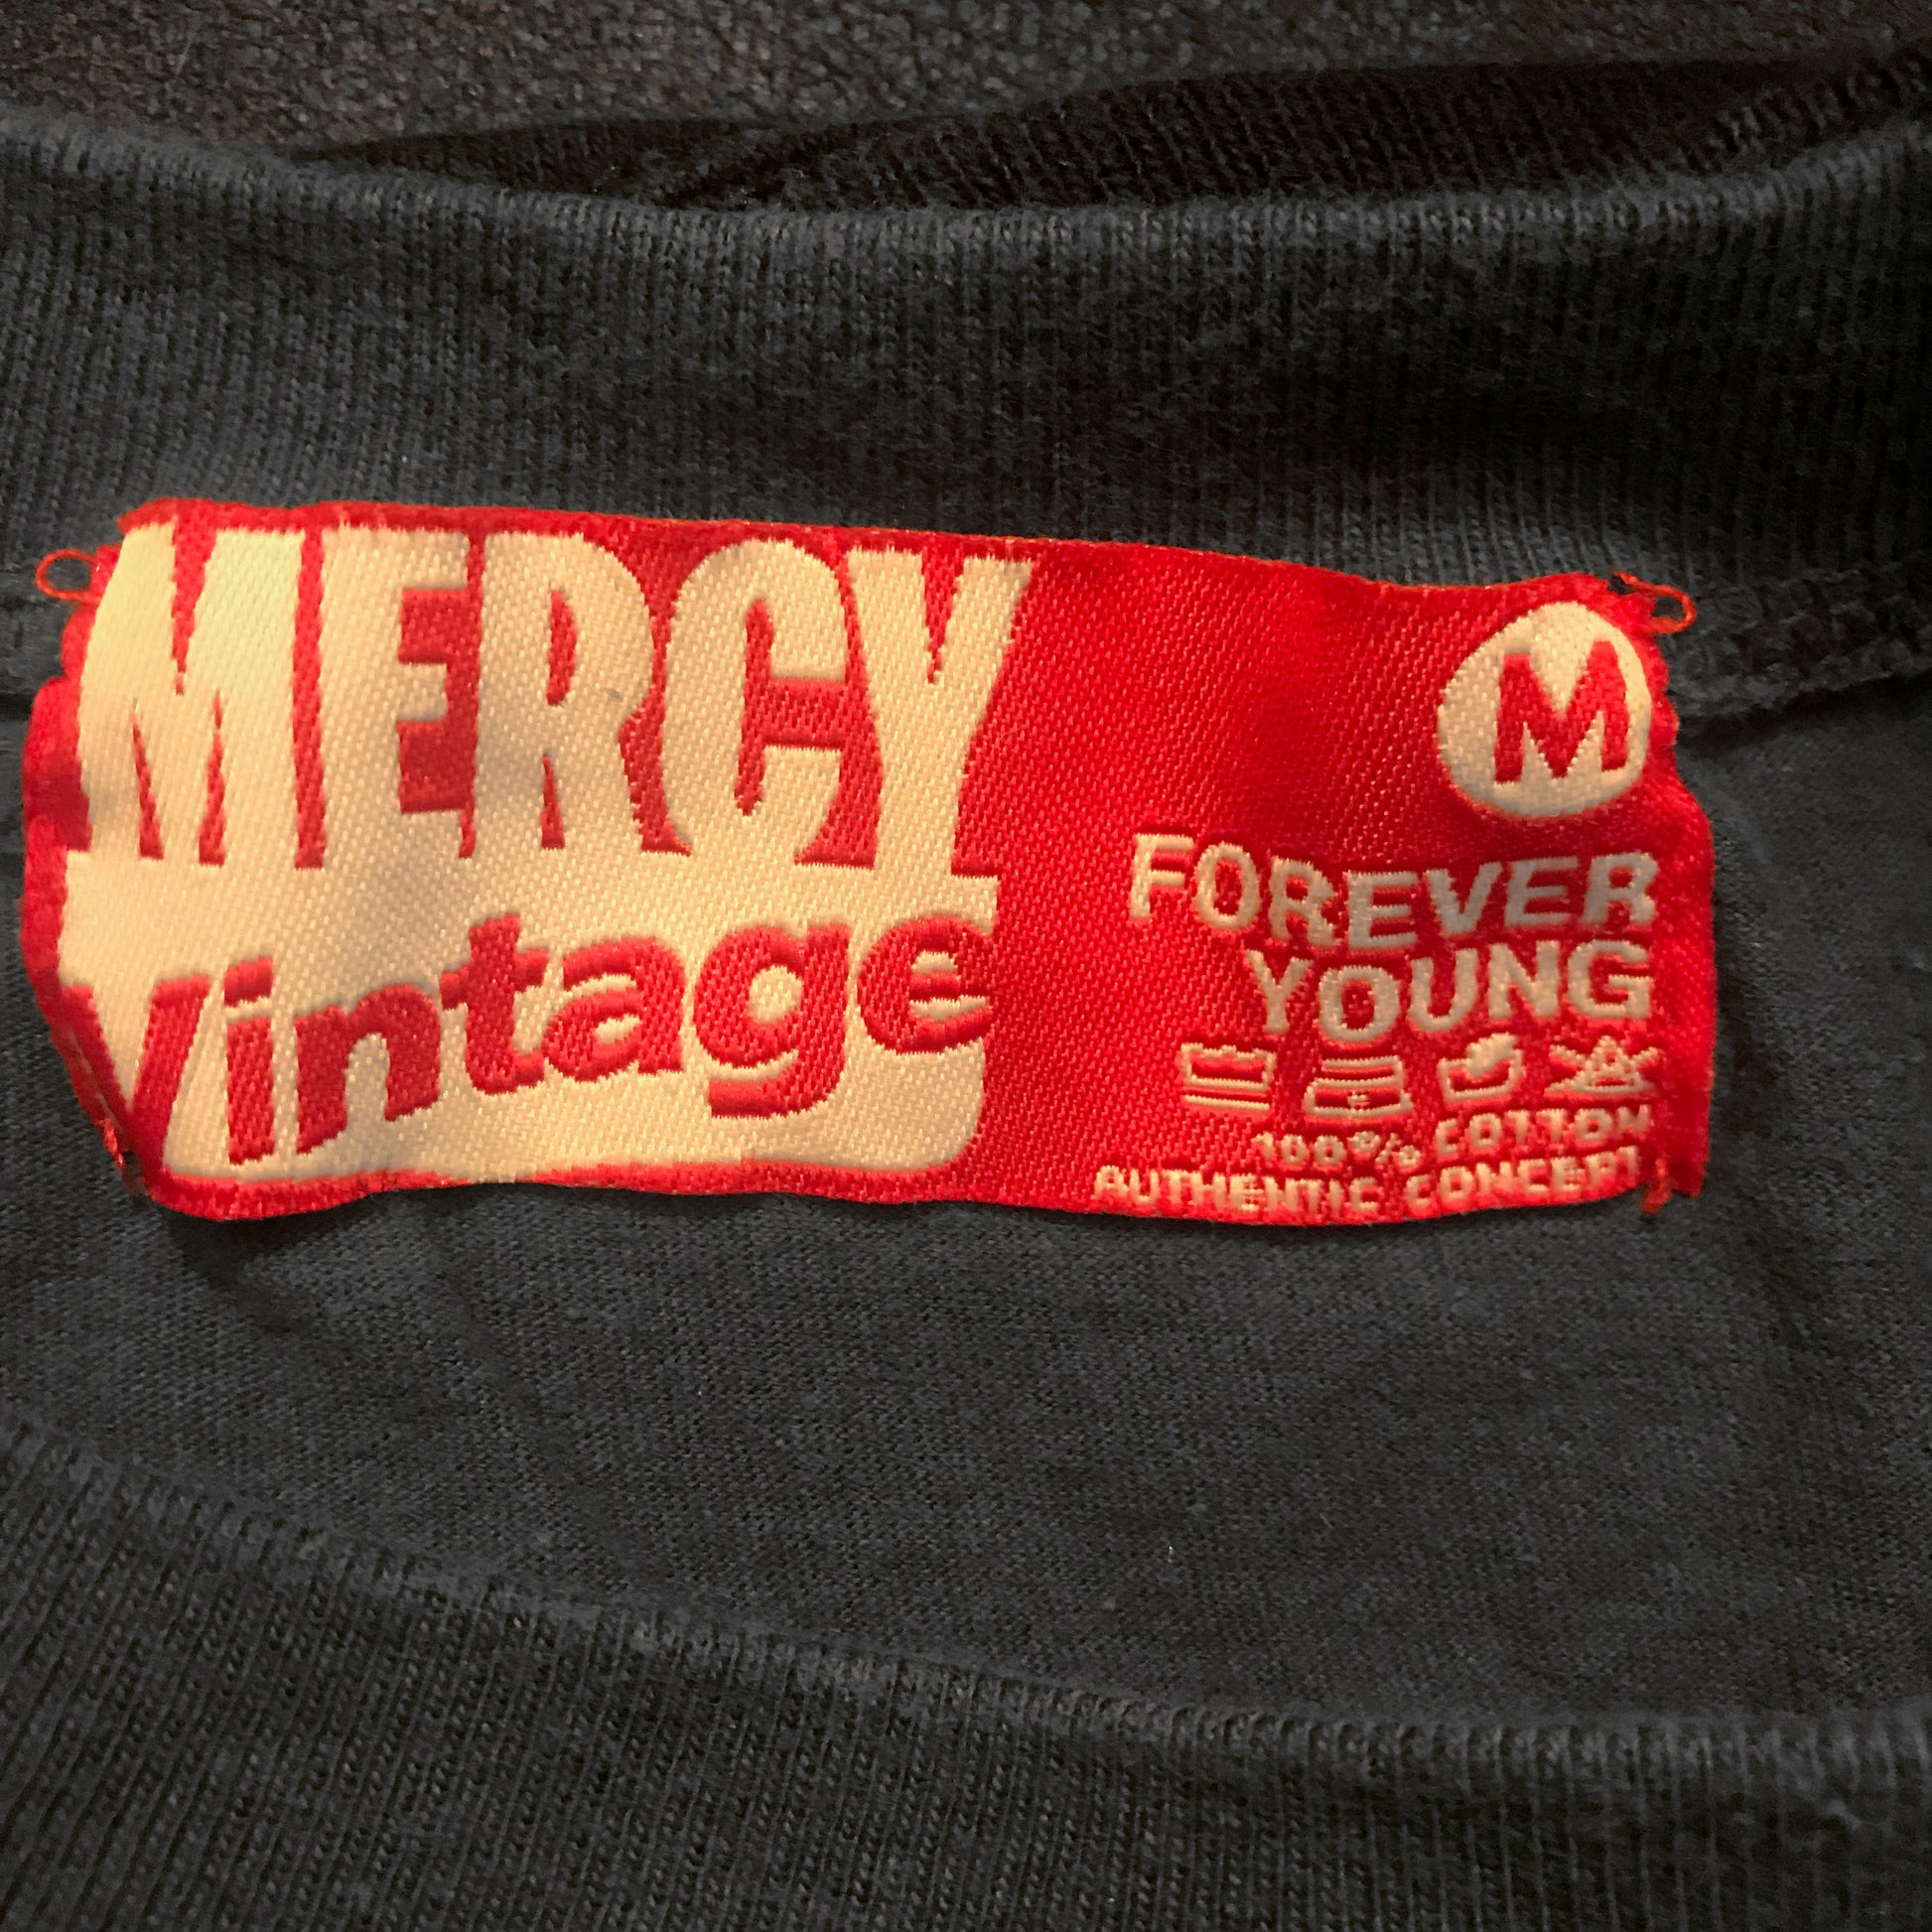 MERCY
Vintage
M
FOREVER
YOUNG
100% COTTON
AUTHENTIC CONCEPT